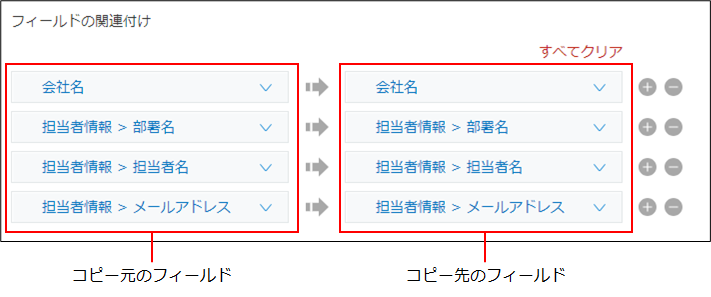 フィールドの関連付け
すべてクリア
会社名 会社名
担当者情報 > 部署名 担当者情報 > 部署名
担当者情報 > 担当者名 担当者情報 > 担当者名
担当者情報 > メールアドレス 担当者情報 > メールアドレス
コピー元のフィールド コピー先のフィールド